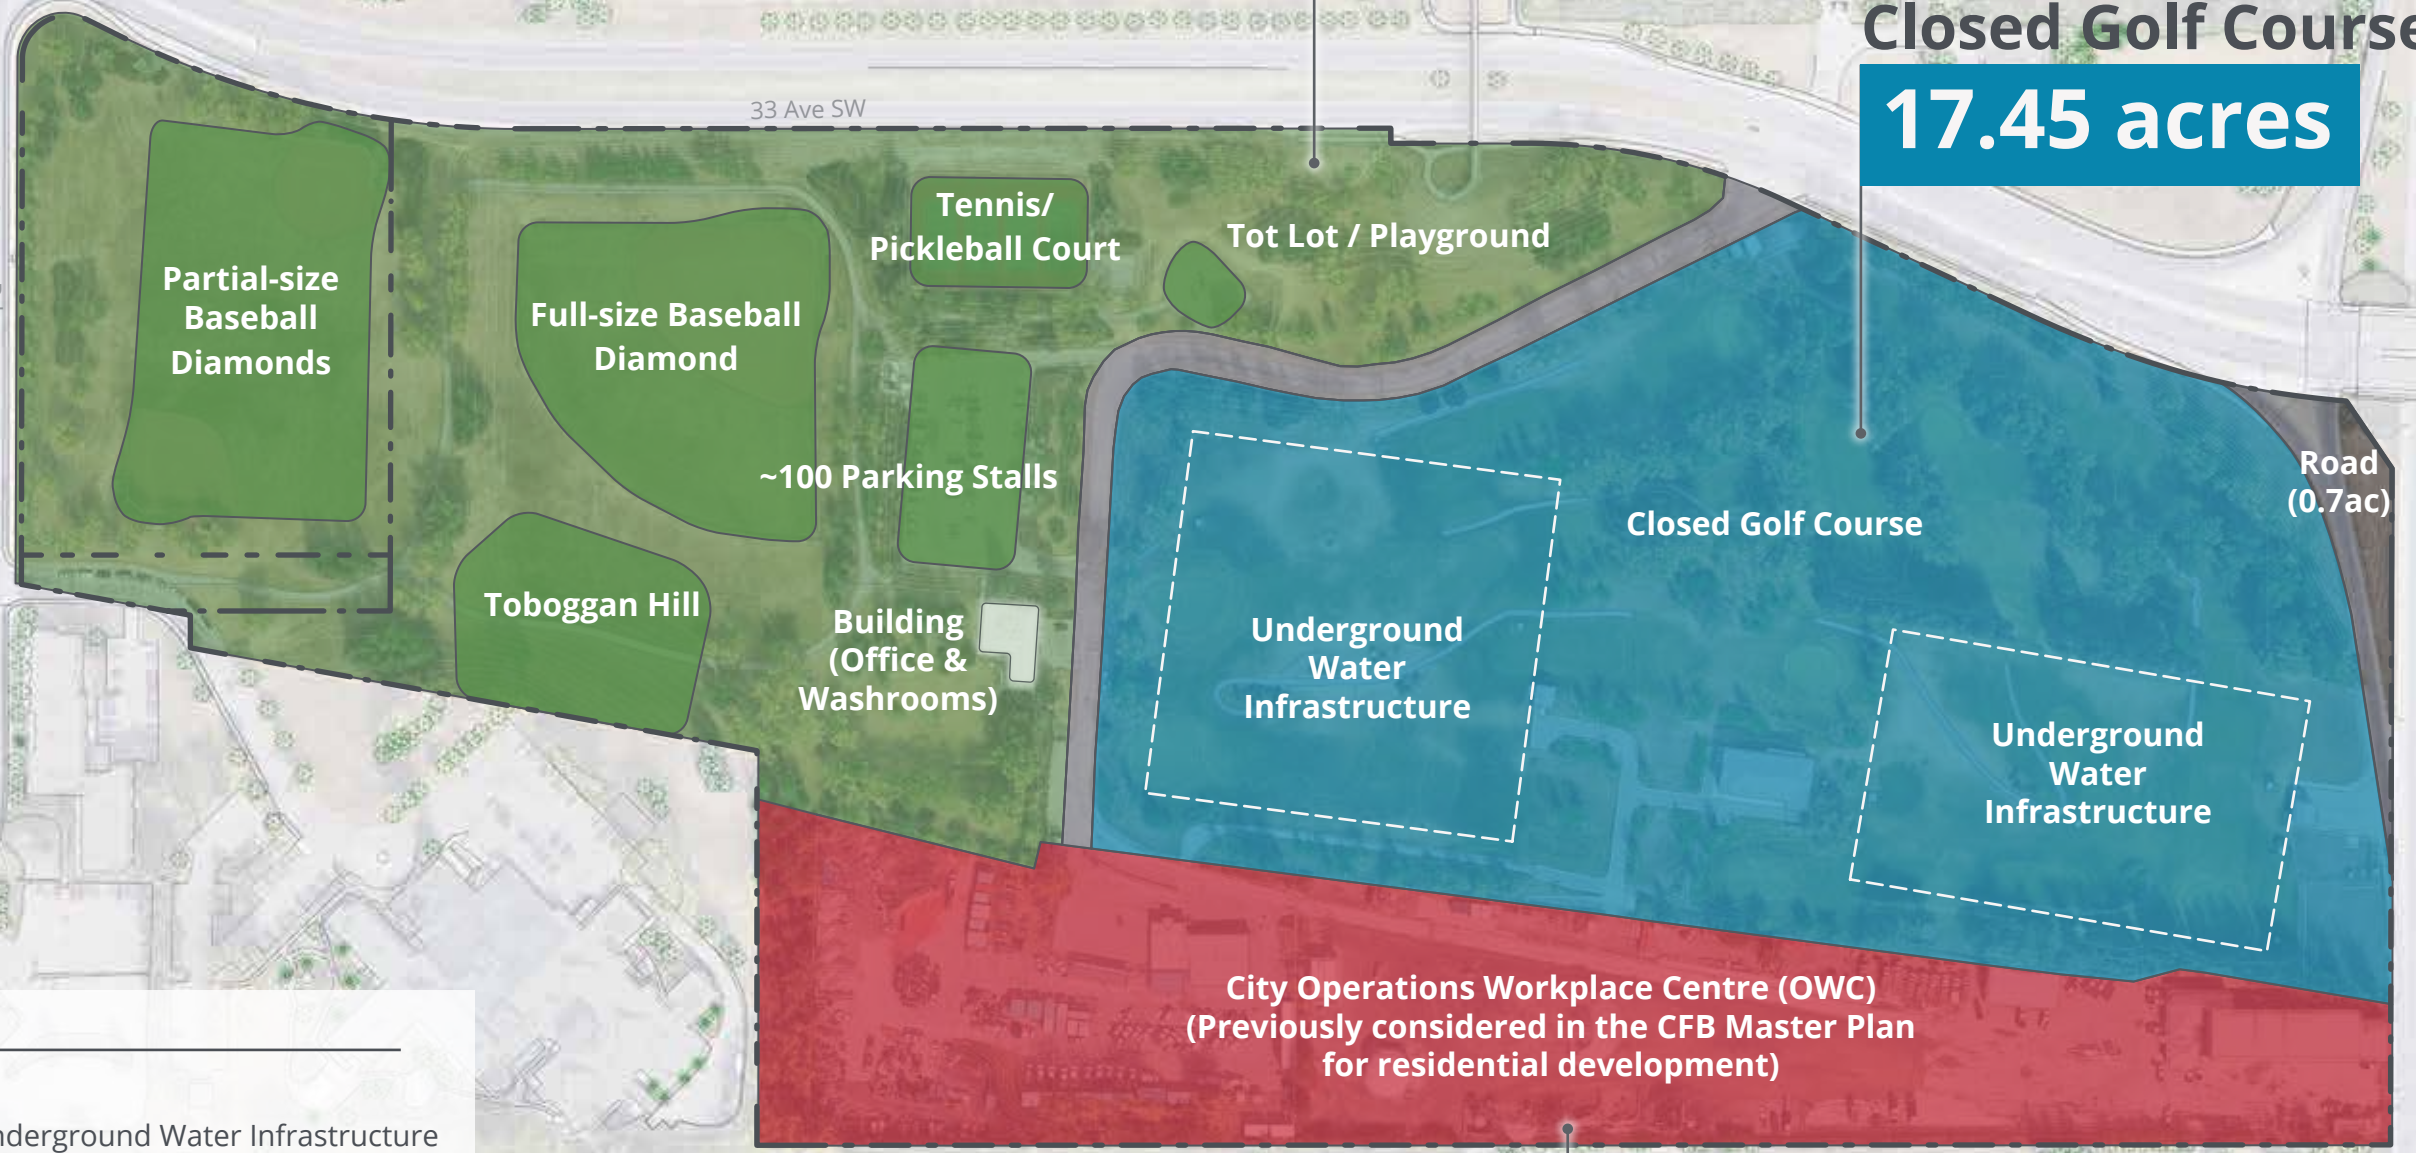 Closed Golf Course
17.45 acres
33 Ave SW
Tennis/
Pickleball Court
Tot Lot / Playground
Partial-size
Baseball
Diamonds
Full-size Baseball
Diamond
~100 Parking Stalls
Road
(0.7ac)
Closed Golf Course
Toboggan Hill
Building
(Office &
Washrooms)
Underground
Water
Infrastructure
Underground
Water
Infrastructure
City Operations Workplace Centre (OWC)
(Previously considered in the CFB Master Plan
for residential development)
nderground Water Infrastructure